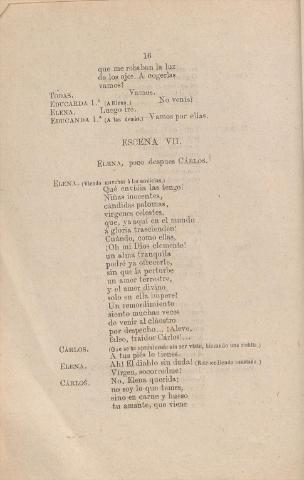 16
que me robaban la luz
de los ojos. A cogerlas
vamos!
TODAS. Vamos.
EDUCANDA 1.ª (A Elena.) No venís?
ELENA. Luego iré.
EDUCANDA 1.ª (A las demás.) Vamos por ellas.
ESCENA VII.
ELENA, poco despues CÁRLOS.
ELENA. (Viendo marchar á las novicias.)
Qué envidia las tengo!
Niñas inocentes,
cándidas palomas,
vírgenes celestes,
que, ya aquí en el mundo
á gloria trascienden!
Cuándo, como ellas,
¡Oh mi Dios clemente!
un alma tranquila
podré ya ofrecerte,
sin que la perturbe
un amor terrestre,
y el amor divino
solo en ella impere!
Un remordimiento
siento muchas veces
de venir al cláustro
por despecho... ¡Aleve,
falso, traidor Cárlos!...
CÁRLOS. (Que se ha aproximado sin ser visto, hincando una rodilla.)
A tus piés lo tienes.
ELENA. Ah! El diablo sin duda!
Vírgen, socorredme!
CÁRLOS. No, Elena querida;
no soy lo que temes,
sino en carne y hueso
tu amante, que viene